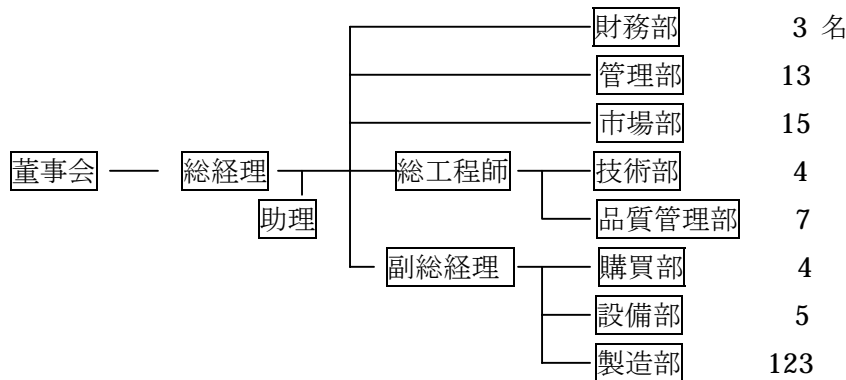 財務部 3 名
管理部 13
市場部 15
董事会 総経理 総工程師 技術部 4
助理 品質管理部 7
副総経理 購買部 4
設備部 5
製造部 123